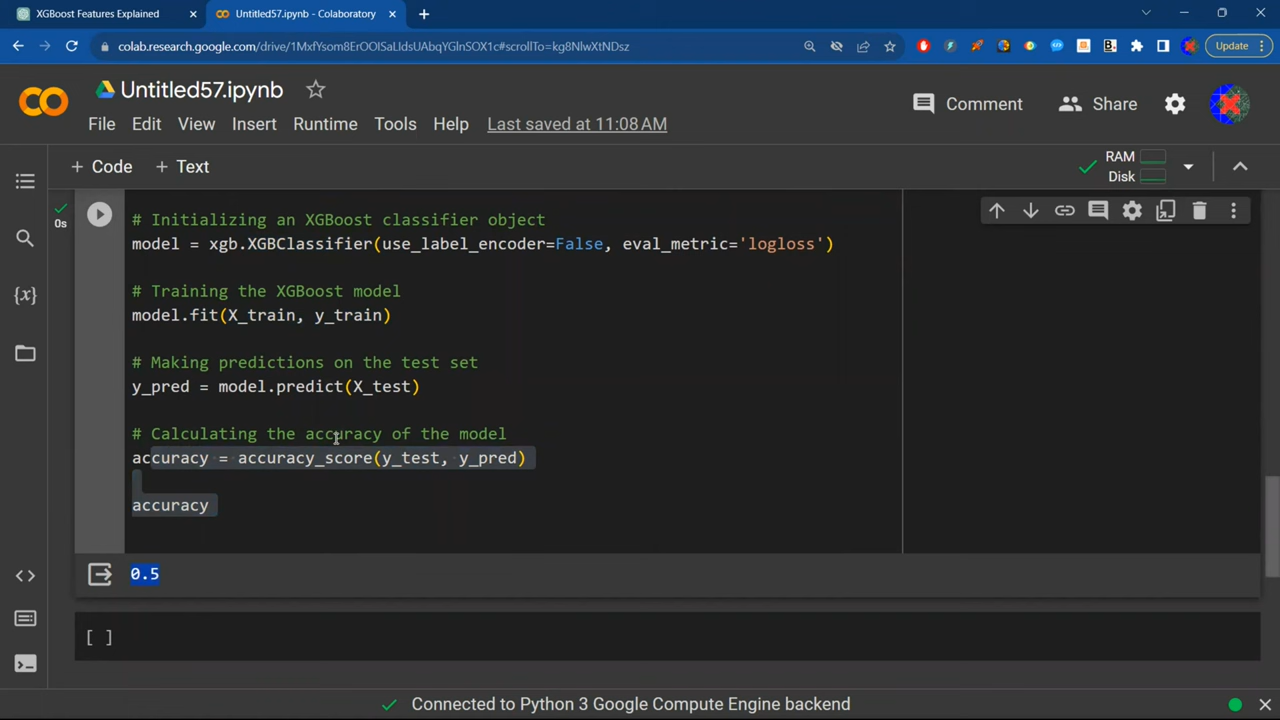 XGBoost Features Explained
Untitled57.ipynb - Colaboratory
colab.research.google.com/drive/1MxfYsom8ErOOISaLIdsUAbqYGlnSOX1c#scrollTo=kg8NlwXtNDsz
Update
Untitled57.ipynb
Comment
Share
File Edit View Insert Runtime Tools Help Last saved at 11:08 AM
+ Code + Text
RAM
Disk
0s
# Initializing an XGBoost classifier object
model = xgb.XGBClassifier(use_label_encoder=False, eval_metric='logloss')
# Training the XGBoost model
model.fit(X_train, y_train)
# Making predictions on the test set
y_pred = model.predict(X_test)
# Calculating the accuracy of the model
accuracy = accuracy_score(y_test, y_pred)
accuracy
0.5
[ ]
{x}
Connected to Python 3 Google Compute Engine backend